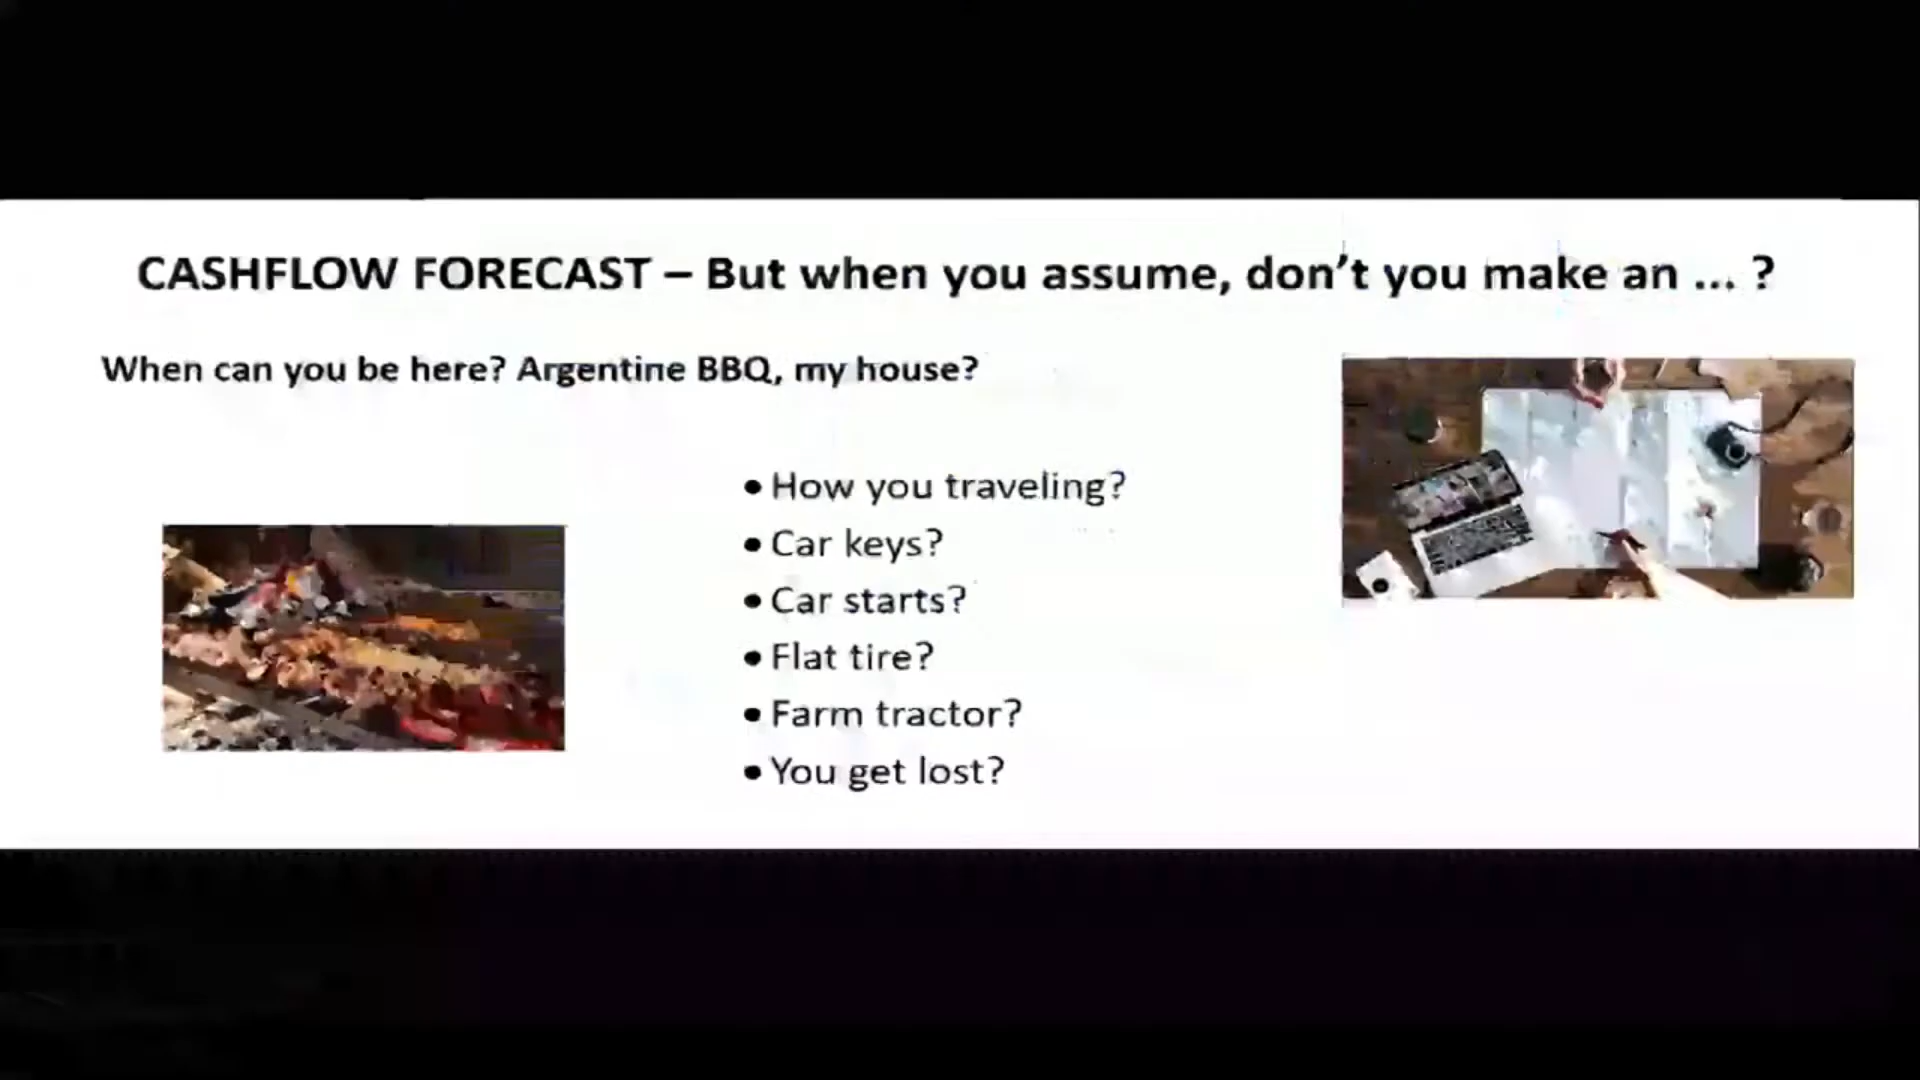 CASHFLOW FORECAST – But when you assume, don't you make an ... ?
When can you be here? Argentine BBQ, my house?
• How you traveling?
• Car keys?
• Car starts?
• Flat tire?
• Farm tractor?
• You get lost?